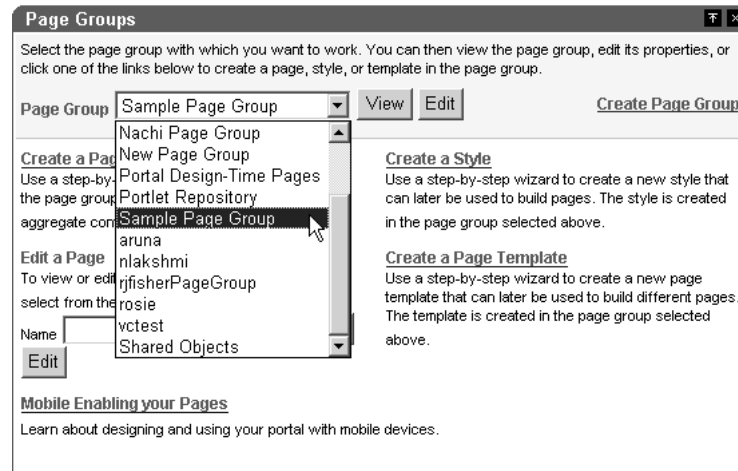 Page Groups
Select the page group with which you want to work. You can then view the page group, edit its properties, or
click one of the links below to create a page, style, or template in the page group.
Page Group Sample Page Group View Edit Create Page Group
Nachi Page Group
New Page Group
Portal Design-Time Pages
Portlet Repository
Sample Page Group
aruna
nlakshmi
rjfisherPageGroup
rosie
vctest
Shared Objects
Create a
Use a step-by-
the page group
aggregate
Edit a Page
To view or
select from the
Name
Edit
Create a Style
Use a step-by-step wizard to create a new style that
can later be used to build pages. The style is created
in the page group selected above.
Create a Page Template
Use a step-by-step wizard to create a new page
template that can later be used to build different pages.
The template is created in the page group selected
above.
Mobile Enabling your Pages
Learn about designing and using your portal with mobile devices.